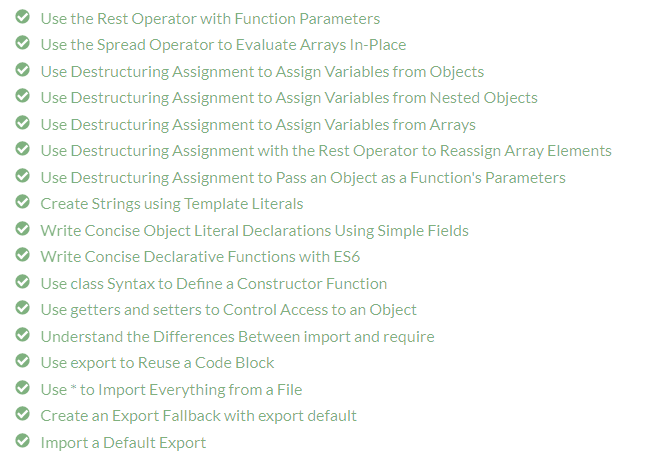 Use the Rest Operator with Function Parameters
Use the Spread Operator to Evaluate Arrays In-Place
Use Destructuring Assignment to Assign Variables from Objects
Use Destructuring Assignment to Assign Variables from Nested Objects
Use Destructuring Assignment to Assign Variables from Arrays
Use Destructuring Assignment with the Rest Operator to Reassign Array Elements
Use Destructuring Assignment to Pass an Object as a Function's Parameters
Create Strings using Template Literals
Write Concise Object Literal Declarations Using Simple Fields
Write Concise Declarative Functions with ES6
Use class Syntax to Define a Constructor Function
Use getters and setters to Control Access to an Object
Understand the Differences Between import and require
Use export to Reuse a Code Block
Use * to Import Everything from a File
Create an Export Fallback with export default
Import a Default Export